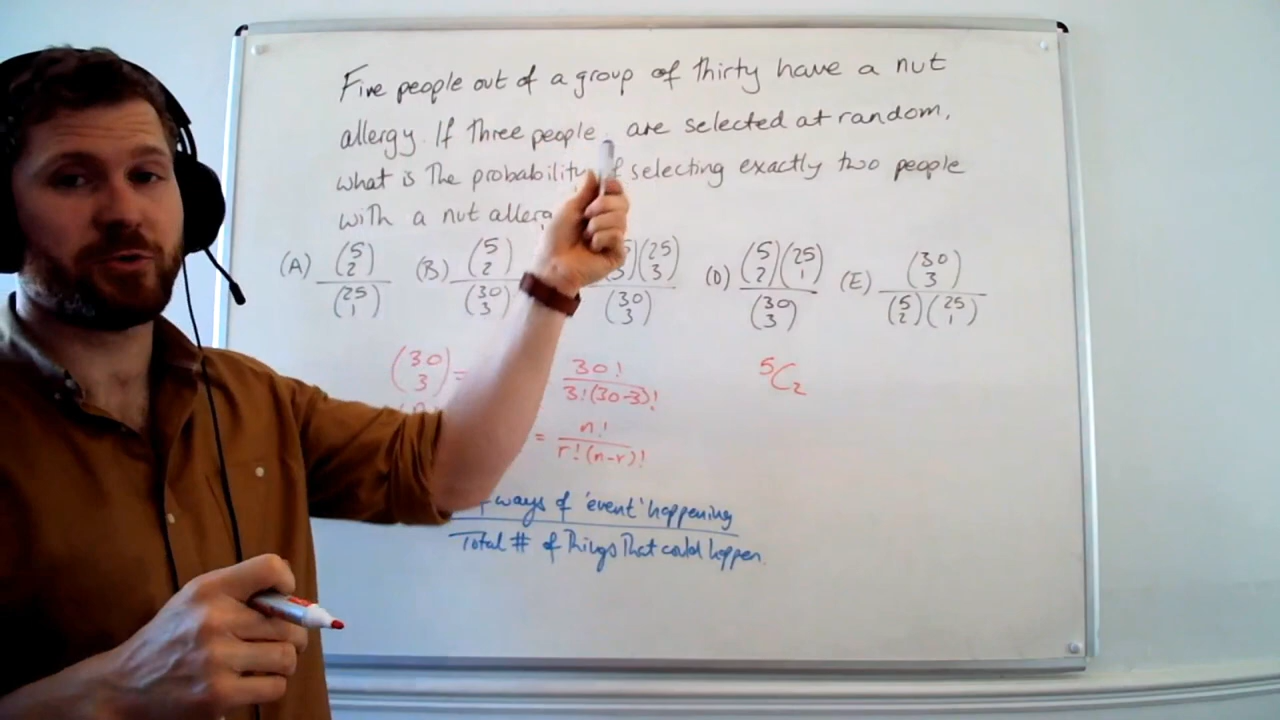 Five people out of a group of thirty have a nut
allergy. If three people are selected at random,
what is the probability of selecting exactly two people
with a nut allerg
(A) (5 2) / (25 1) (B) (5 2) / (30 3) (25 3) / (30 3) (D) (5 2)(25 1) / (30 3) (E) (30 3) / (5 2)(25 1)
(30 3) = 30! / 3!(30-3)! 5C2
= n! / r!(n-r)!
ways of 'event' happening
Total # of things that could happen.